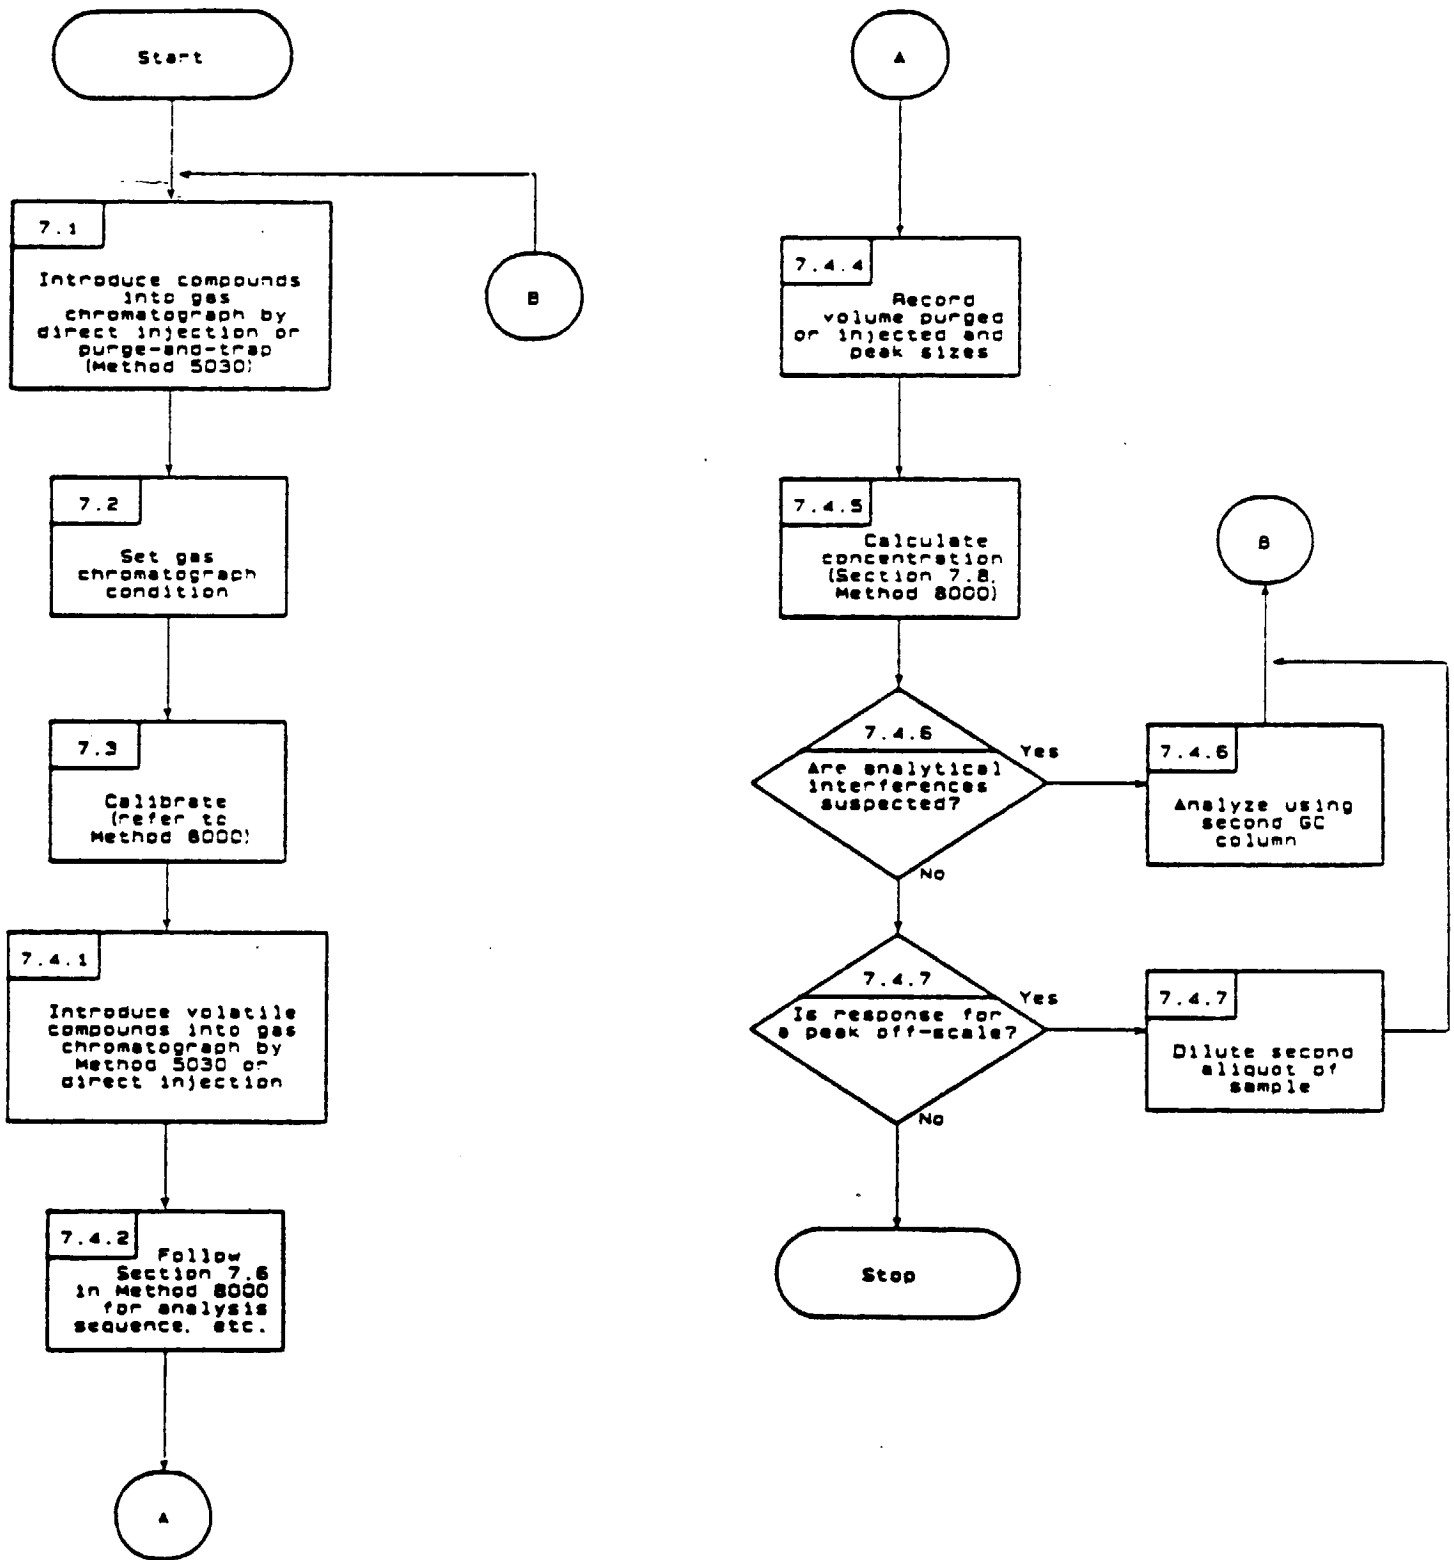 Start
7.1
Introduce compounds
into gas
chromatograph by
direct injection or
purge-and-trap
(Method 5030)
B
7.2
Set gas
chromatograph
condition
7.3
Calibrate
(refer to
Method 8000)
7.4.1
Introduce volatile
compounds into gas
chromatograph by
Method 5030 or
direct injection
7.4.2
Follow
Section 7.6
in Method 8000
for analysis
sequence, etc.
A
A
7.4.4
Record
volume purged
or injected and
peak sizes
7.4.5
Calculate
concentration
(Section 7.8,
Method 8000)
7.4.6
Are analytical
interferences
suspected?
Yes
No
7.4.6
Analyze using
second GC
column
B
7.4.7
Is response for
a peak off-scale?
Yes
No
7.4.7
Dilute second
aliquot of
sample
Stop